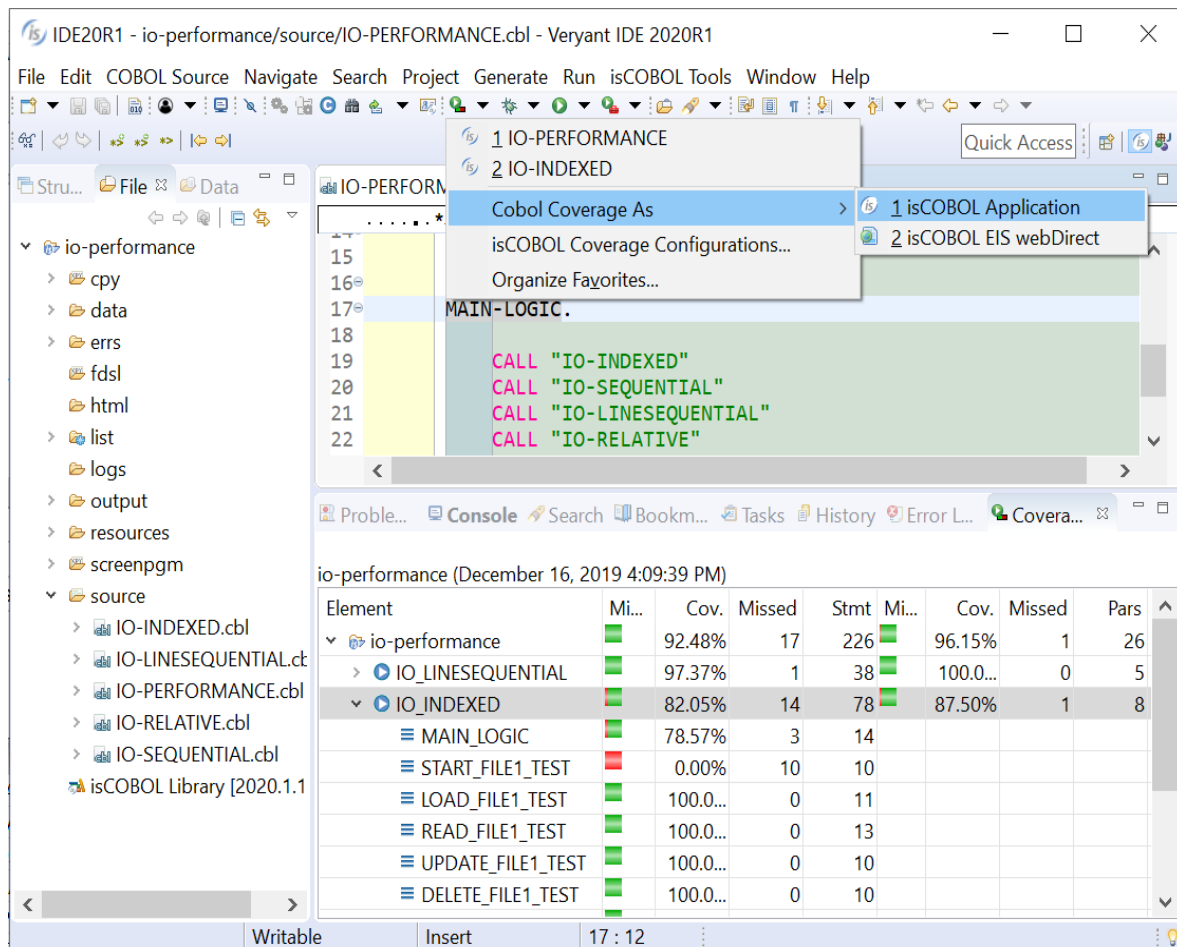 IDE20R1 - io-performance/source/IO-PERFORMANCE.cbl - Veryant IDE 2020R1
File Edit COBOL Source Navigate Search Project Generate Run isCOBOL Tools Window Help
Quick Access
1 IO-PERFORMANCE
2 IO-INDEXED
Cobol Coverage As
isCOBOL Coverage Configurations...
Organize Favorites...
1 isCOBOL Application
2 isCOBOL EIS webDirect
Stru... File Data
io-performance
cpy
data
errs
fdsl
html
list
logs
output
resources
screenpgm
source
IO-INDEXED.cbl
IO-LINESEQUENTIAL.cb
IO-PERFORMANCE.cbl
IO-RELATIVE.cbl
IO-SEQUENTIAL.cbl
isCOBOL Library [2020.1.1
IO-PERFORM
......*
15
16
17 MAIN-LOGIC.
18
19 CALL "IO-INDEXED"
20 CALL "IO-SEQUENTIAL"
21 CALL "IO-LINESEQUENTIAL"
22 CALL "IO-RELATIVE"
Proble... Console Search Bookm... Tasks History Error L... Covera...
io-performance (December 16, 2019 4:09:39 PM)
Element Mi... Cov. Missed Stmt Mi... Cov. Missed Pars
io-performance 92.48% 17 226 96.15% 1 26
IO_LINESEQUENTIAL 97.37% 1 38 100.0... 0 5
IO_INDEXED 82.05% 14 78 87.50% 1 8
MAIN_LOGIC 78.57% 3 14
START_FILE1_TEST 0.00% 10 10
LOAD_FILE1_TEST 100.0... 0 11
READ_FILE1_TEST 100.0... 0 13
UPDATE_FILE1_TEST 100.0... 0 10
DELETE_FILE1_TEST 100.0... 0 10
Writable Insert 17 : 12